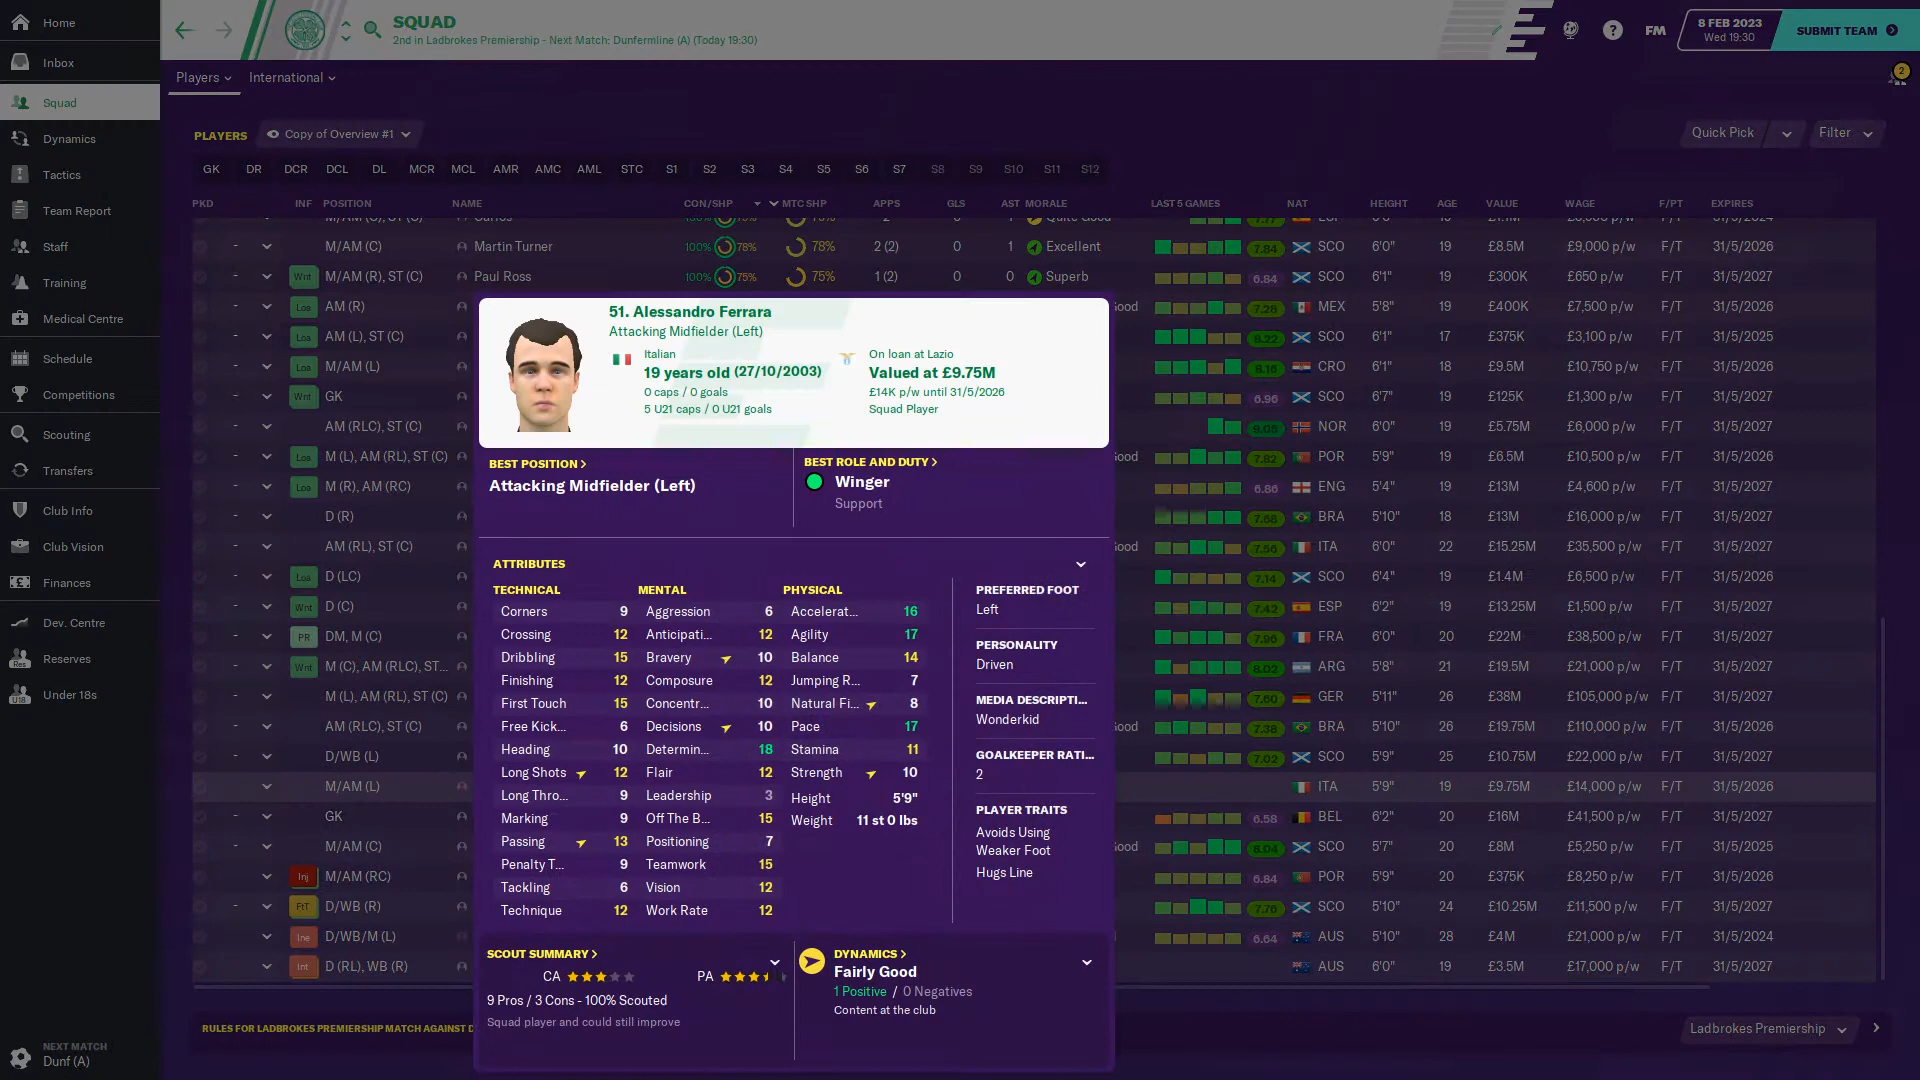 Home
Inbox
Squad
Dynamics
Tactics
Team Report
Staff
Training
Medical Centre
Schedule
Competitions
Scouting
Transfers
Club Info
Club Vision
Finances
Dev. Centre
Reserves
Under 18s
NEXT MATCH
Dunf (A)
SQUAD
2nd in Ladbrokes Premiership - Next Match: Dunfermline (A) (Today 19:30)
FM
8 FEB 2023
Wed 19:30
SUBMIT TEAM
2
Players International
PLAYERS Copy of Overview #1 Quick Pick Filter
GK DR DCR DCL DL MCR MCL AMR AMC AML STC S1 S2 S3 S4 S5 S6 S7 S8 S9 S10 S11 S12
PKD INF POSITION NAME CON/SHP MTC SHP APPS GLS AST MORALE LAST 5 GAMES NAT HEIGHT AGE VALUE WAGE F/PT EXPIRES
- M/AM (C) Martin Turner 100% 78% 78% 2 (2) 0 1 Excellent 7.84 SCO 6'0" 19 £8.5M £9,000 p/w F/T 31/5/2026
- Wnt M/AM (R), ST (C) Paul Ross 100% 75% 75% 1 (2) 0 0 Superb 6.84 SCO 6'1" 19 £300K £650 p/w F/T 31/5/2027
- Loa AM (R) ood 7.28 MEX 5'8" 19 £400K £7,500 p/w F/T 31/5/2026
- Loa AM (L), ST (C) 8.22 SCO 6'1" 17 £375K £3,100 p/w F/T 31/5/2026
- Loa M/AM (L) 8.16 CRO 6'1" 18 £9.5M £10,750 p/w F/T 31/5/2026
- Wnt GK 6.96 SCO 6'7" 19 £125K £1,300 p/w F/T 31/5/2027
- AM (RLC), ST (C) 9.05 NOR 6'0" 19 £5.75M £6,000 p/w F/T 31/5/2027
- Loa M (L), AM (RL), ST (C) ood 7.82 POR 5'9" 19 £6.5M £10,500 p/w F/T 31/5/2027
- Loa M (R), AM (RC) 6.86 ENG 5'4" 19 £13M £4,600 p/w F/T 31/5/2027
- D (R) 7.68 BRA 5'10" 18 £13M £16,000 p/w F/T 31/5/2027
- AM (RL), ST (C) ood 7.56 ITA 6'0" 22 £15.25M £35,500 p/w F/T 31/5/2027
- Loa D (LC) 7.14 SCO 6'4" 19 £1.4M £6,500 p/w F/T 31/5/2026
- Wnt D (C) 7.42 ESP 6'2" 19 £13.25M £1,500 p/w F/T 31/5/2027
- PR DM, M (C) 7.96 FRA 6'0" 20 £22M £38,500 p/w F/T 31/5/2027
- Wnt M (C), AM (RLC), ST... 8.02 ARG 5'8" 21 £19.5M £21,000 p/w F/T 31/5/2027
- M (L), AM (RL), ST (C) 7.60 GER 5'11" 26 £38M £105,000 p/w F/T 31/5/2027
- AM (RLC), ST (C) ood 7.38 BRA 5'10" 26 £19.75M £110,000 p/w F/T 31/5/2026
- D/WB (L) 7.02 SCO 5'9" 25 £10.75M £22,000 p/w F/T 31/5/2026
M/AM (L) ITA 5'9" 19 £9.75M £14,000 p/w F/T 31/5/2026
- GK 6.58 BEL 6'2" 20 £16M £41,500 p/w F/T 31/5/2027
- M/AM (C) ood 8.04 SCO 5'7" 20 £8M £5,250 p/w F/T 31/5/2025
- Inj M/AM (RC) 6.84 POR 5'9" 20 £375K £8,250 p/w F/T 31/5/2027
- FtT D/WB (R) 7.76 SCO 5'10" 24 £10.25M £11,500 p/w F/T 31/5/2027
Ine D/WB/M (L) 6.64 AUS 5'10" 28 £4M £21,000 p/w F/T 31/5/2024
Int D (RL), WB (R) AUS 6'0" 19 £3.5M £17,000 p/w F/T 31/5/2027
RULES FOR LADBROKES PREMIERSHIP MATCH AGAINST D
Ladbrokes Premiership
51. Alessandro Ferrara
Attacking Midfielder (Left)
Italian
19 years old (27/10/2003)
0 caps / 0 goals
5 U21 caps / 0 U21 goals
On loan at Lazio
Valued at £9.75M
£14K p/w until 31/5/2026
Squad Player
BEST POSITION
Attacking Midfielder (Left)
BEST ROLE AND DUTY
Winger
Support
ATTRIBUTES
TECHNICAL MENTAL PHYSICAL
Corners 9 Aggression 6 Accelerat... 16
Crossing 12 Anticipati... 12 Agility 17
Dribbling 15 Bravery 10 Balance 14
Finishing 12 Composure 12 Jumping R... 7
First Touch 15 Concentr... 10 Natural Fi... 8
Free Kick... 6 Decisions 10 Pace 17
Heading 10 Determin... 18 Stamina 11
Long Shots 12 Flair 12 Strength 10
Long Thro... 9 Leadership 3 Height 5'9"
Marking 9 Off The B... 15 Weight 11 st 0 lbs
Passing 13 Positioning 7
Penalty T... 9 Teamwork 15
Tackling 6 Vision 12
Technique 12 Work Rate 12
PREFERRED FOOT
Left
PERSONALITY
Driven
MEDIA DESCRIPTI...
Wonderkid
GOALKEEPER RATI...
2
PLAYER TRAITS
Avoids Using
Weaker Foot
Hugs Line
SCOUT SUMMARY
CA PA
9 Pros / 3 Cons - 100% Scouted
Squad player and could still improve
DYNAMICS
Fairly Good
1 Positive / 0 Negatives
Content at the club